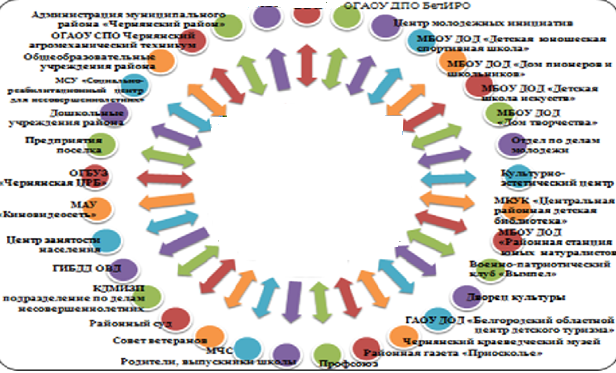 ОГАОУ ДПО БелИРО
Администрация муниципального
района «Чернянский район»
ОГАОУ СПО Чернянский
агромеханический техникум
Общеобразовательные
учреждения района
МСУ «Социально-
реабилитационный центр
для несовершеннолетних»
Дошкольные
учреждения района
Предприятия
поселка
ОГБУЗ
«Чернянская ЦРБ»
МАУ
«Киновидеосеть»
Центр занятости
населения
ГИБДД ОВД
КДМИЗП
подразделение по делам
несовершеннолетних
Районный суд
Совет ветеранов
МЧС
Родители, выпускники школы
Профсоюз
Центр молодежных инициатив
МБОУ ДОД «Детская юношеская
спортивная школа»
МБОУ ДОД «Дом пионеров и
школьников»
МБОУ ДОД «Детская
школа искусств»
МБОУ ДОД
«Дом творчества»
Отдел по делам
молодежи
Культурно-
эстетический центр
МКУК «Центральная
районная детская
библиотека»
МБОУ ДОД
«Районная станция
юных натуралистов
Военно-патриотический
клуб «Вымпел»
Дворец культуры
ГАОУ ДОД «Белгородский областной
центр детского туризма»
Чернянский краеведческий музей
Районная газета «Приосколье»